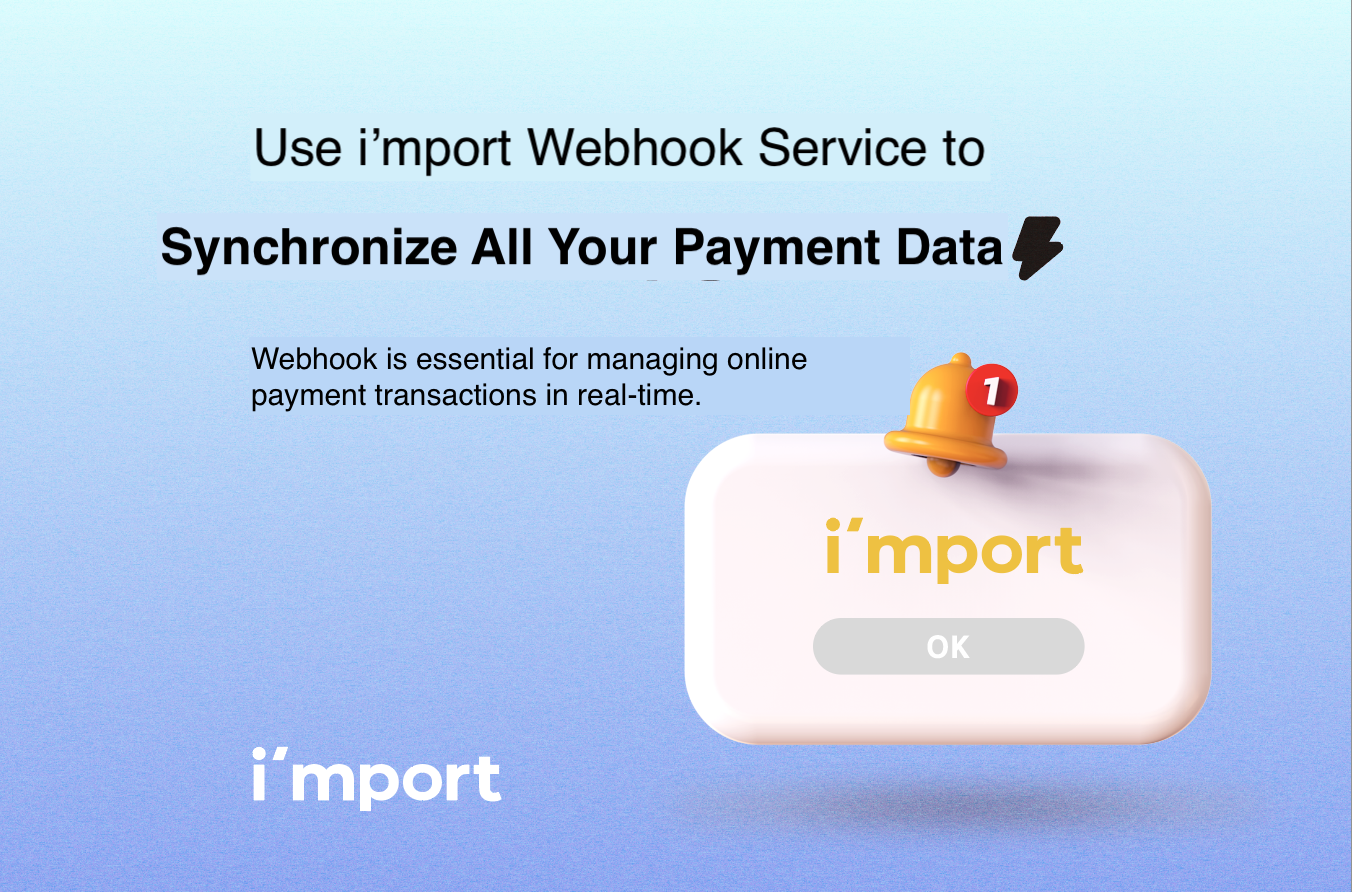 Use i’mport Webhook Service to
Synchronize All Your Payment Data
Webhook is essential for managing online
payment transactions in real-time.
1
i´mport
OK
i´mport